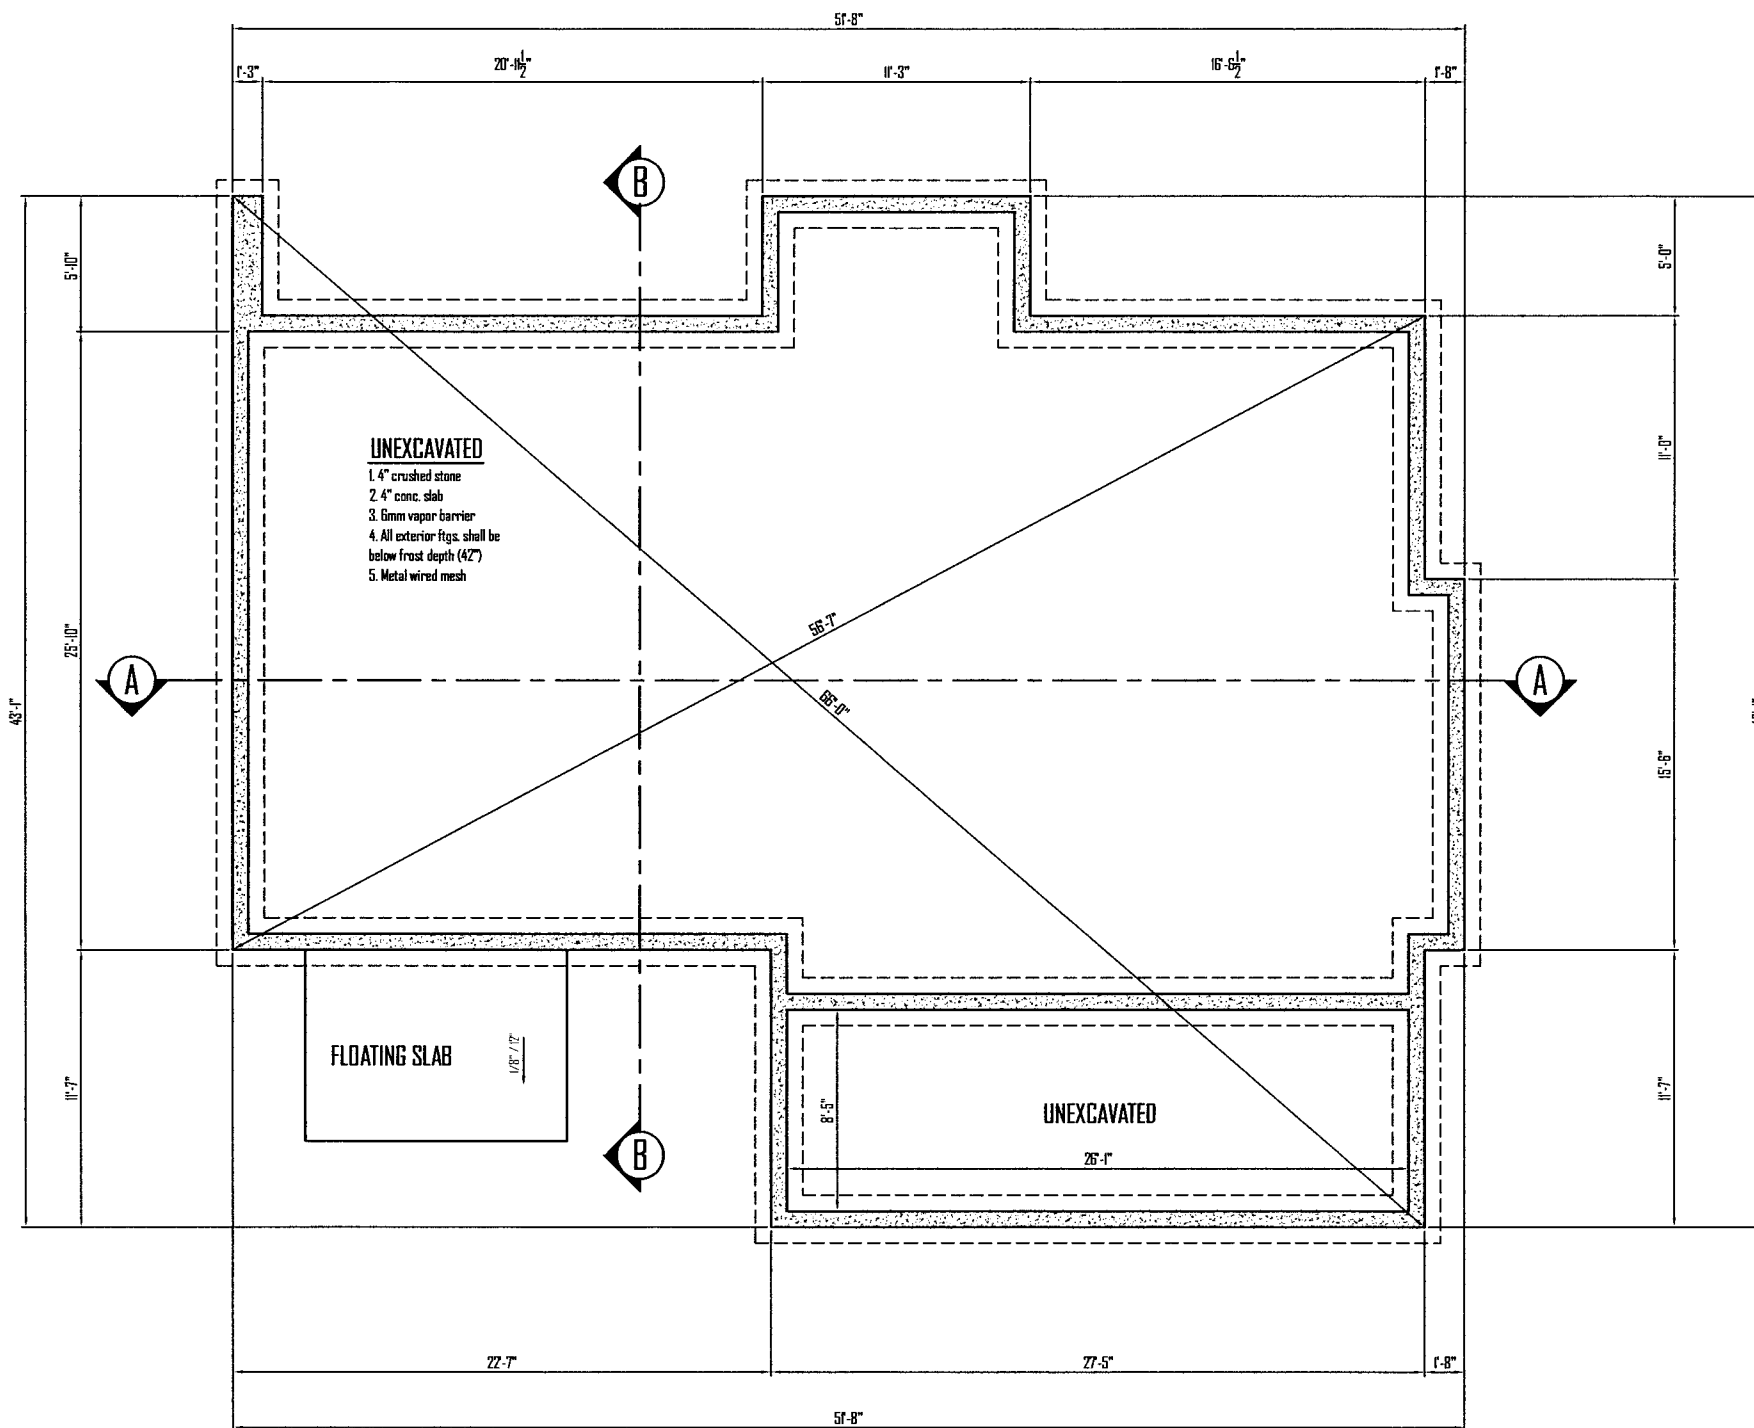 51'-8"
1'-3"
20'-11 1/2"
11'-3"
16'-6 1/2"
1'-8"
B
5'-10"
5'-0"
UNEXCAVATED
1. 4" crushed stone
2. 4" conc. slab
3. 6mm vapor barrier
4. All exterior ftgs. shall be
below frost depth (42")
5. Metal wired mesh
11'-0"
56'-7"
25'-10"
A
A
66'-0"
43'-1"
15'-6"
FLOATING SLAB
1/8" / 12"
11'-7"
8'-5"
UNEXCAVATED
11'-7"
B
26'-1"
22'-7"
27'-5"
1'-8"
51'-8"